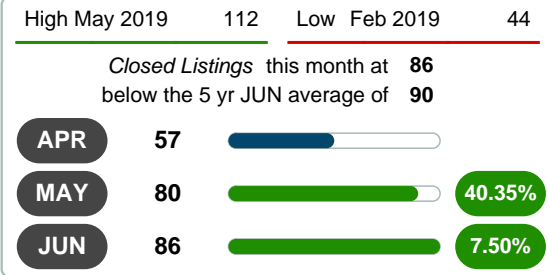 High May 2019 112 Low Feb 2019 44
Closed Listings this month at 86
below the 5 yr JUN average of 90
APR 57
MAY 80 40.35%
JUN 86 7.50%